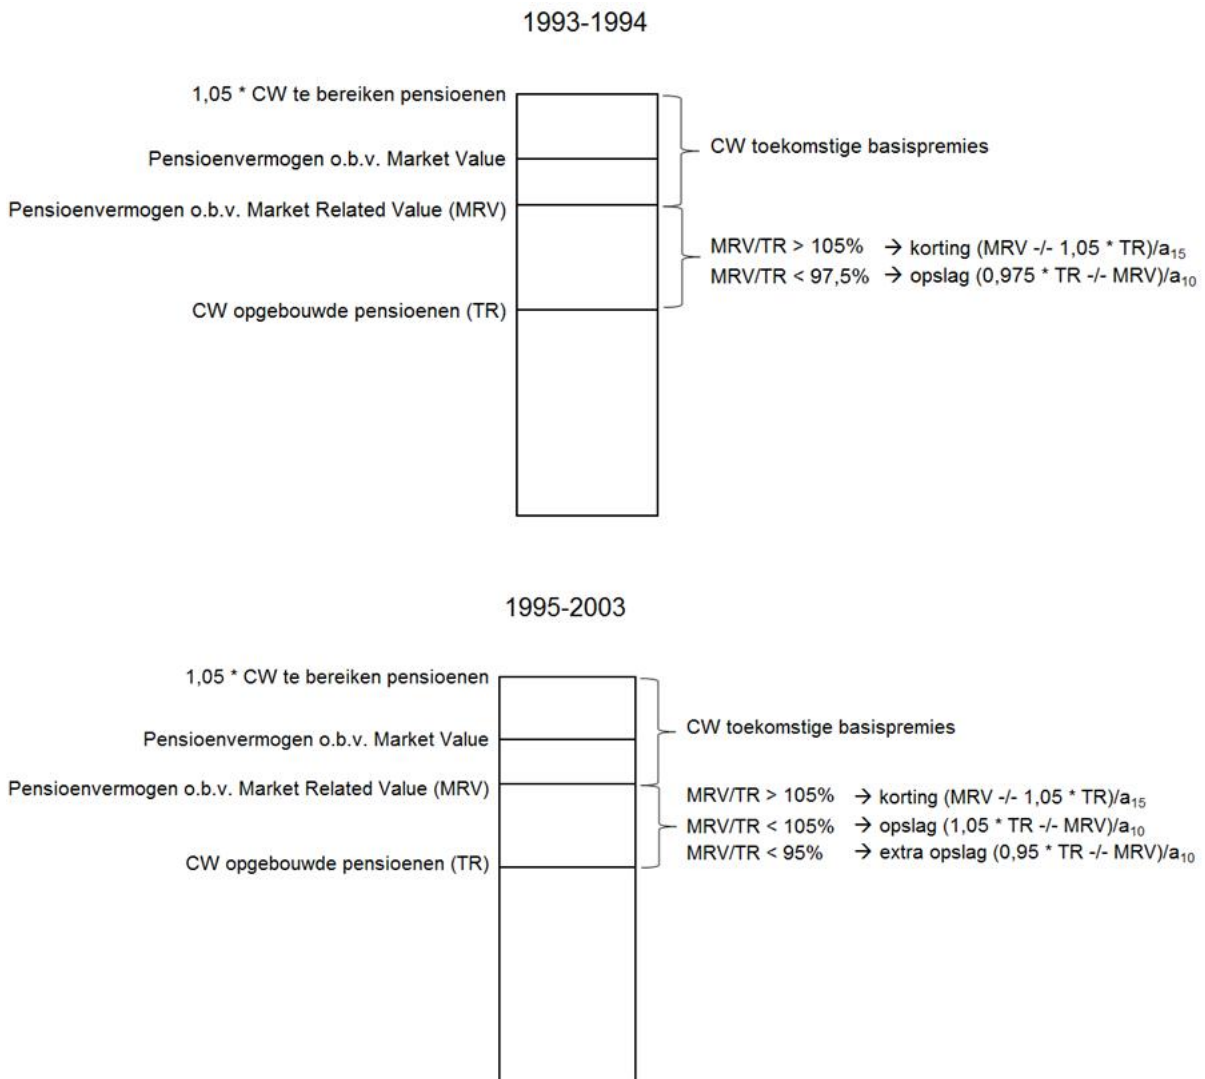 1993-1994
1,05 * CW te bereiken pensioenen
CW toekomstige basispremies
Pensioenvermogen o.b.v. Market Value
Pensioenvermogen o.b.v. Market Related Value (MRV)
MRV/TR > 105% → korting (MRV -/- 1,05 * TR)/a15
MRV/TR < 97,5% → opslag (0,975 * TR -/- MRV)/a10
CW opgebouwde pensioenen (TR)
1995-2003
1,05 * CW te bereiken pensioenen
CW toekomstige basispremies
Pensioenvermogen o.b.v. Market Value
Pensioenvermogen o.b.v. Market Related Value (MRV)
MRV/TR > 105% → korting (MRV -/- 1,05 * TR)/a15
MRV/TR < 105% → opslag (1,05 * TR -/- MRV)/a10
MRV/TR < 95% → extra opslag (0,95 * TR -/- MRV)/a10
CW opgebouwde pensioenen (TR)